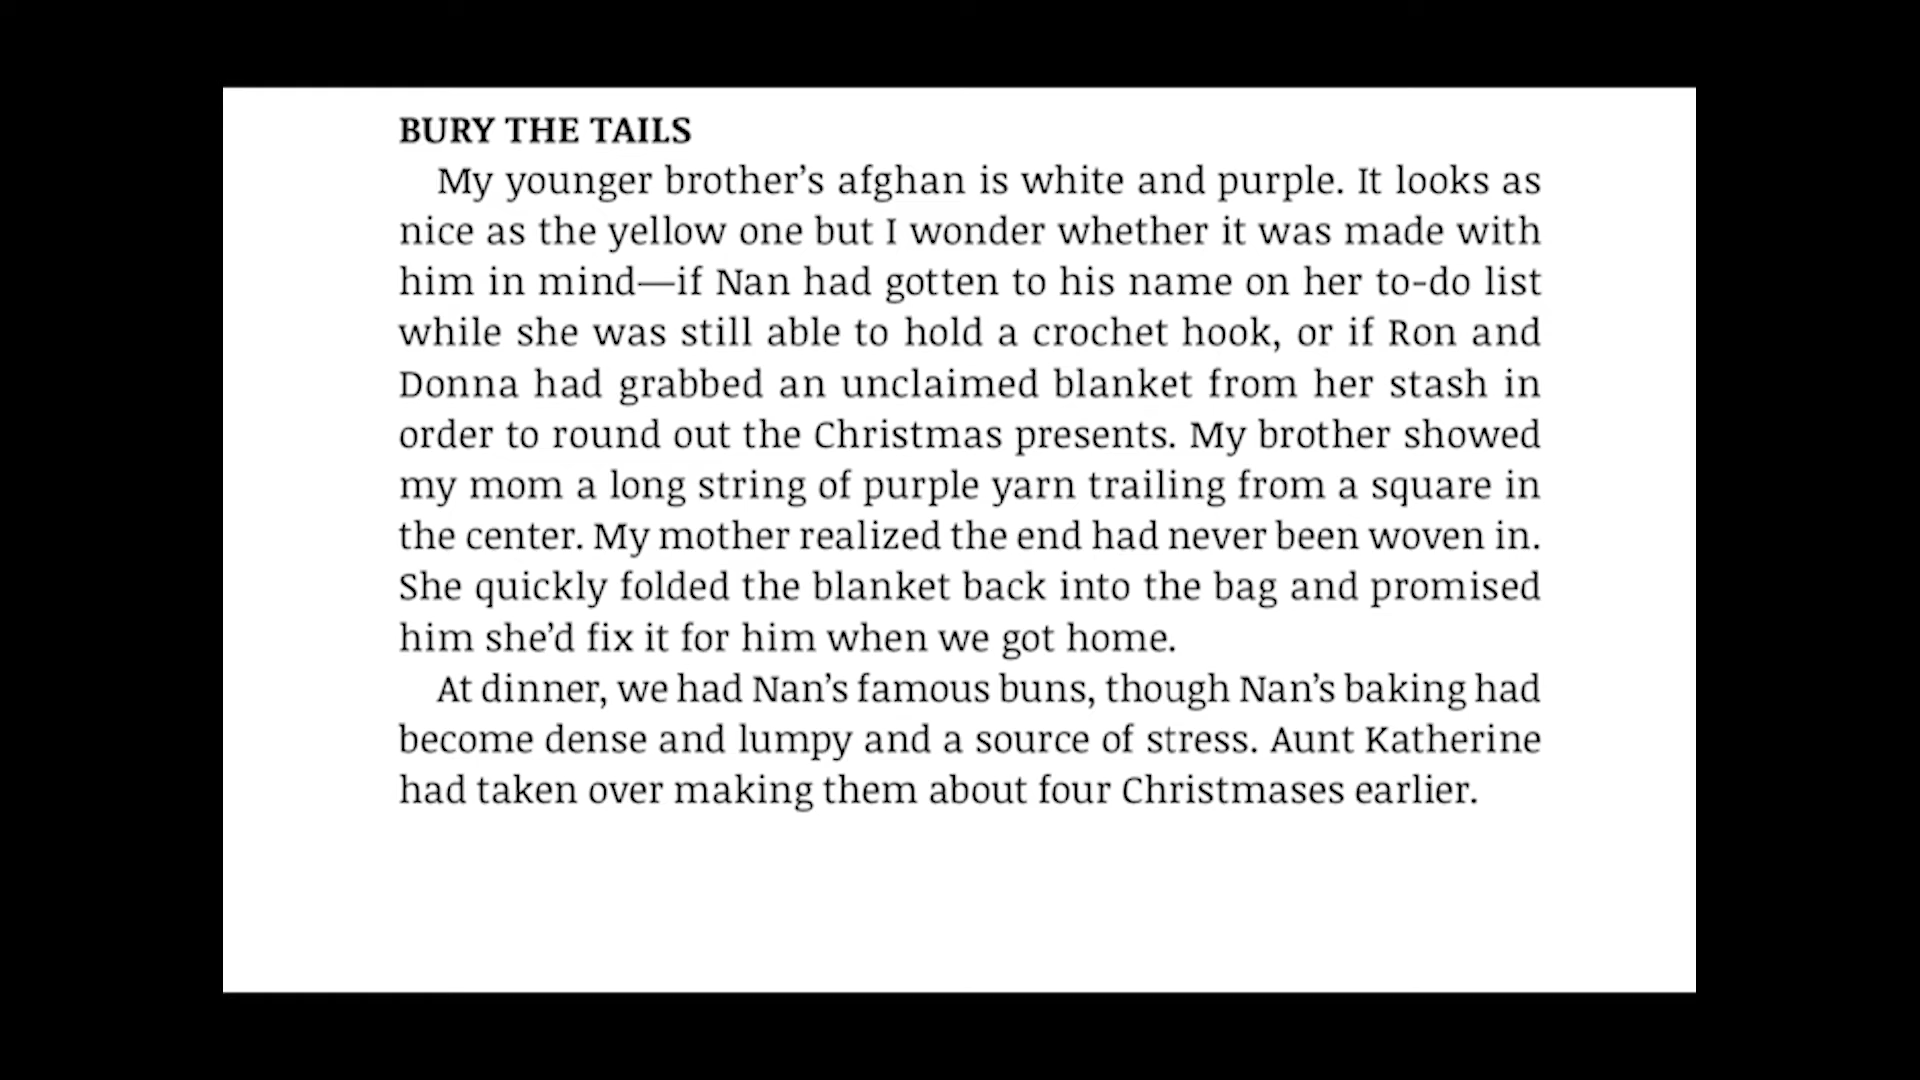 BURY THE TAILS
My younger brother’s afghan is white and purple. It looks as
nice as the yellow one but I wonder whether it was made with
him in mind—if Nan had gotten to his name on her to-do list
while she was still able to hold a crochet hook, or if Ron and
Donna had grabbed an unclaimed blanket from her stash in
order to round out the Christmas presents. My brother showed
my mom a long string of purple yarn trailing from a square in
the center. My mother realized the end had never been woven in.
She quickly folded the blanket back into the bag and promised
him she’d fix it for him when we got home.
At dinner, we had Nan’s famous buns, though Nan’s baking had
become dense and lumpy and a source of stress. Aunt Katherine
had taken over making them about four Christmases earlier.